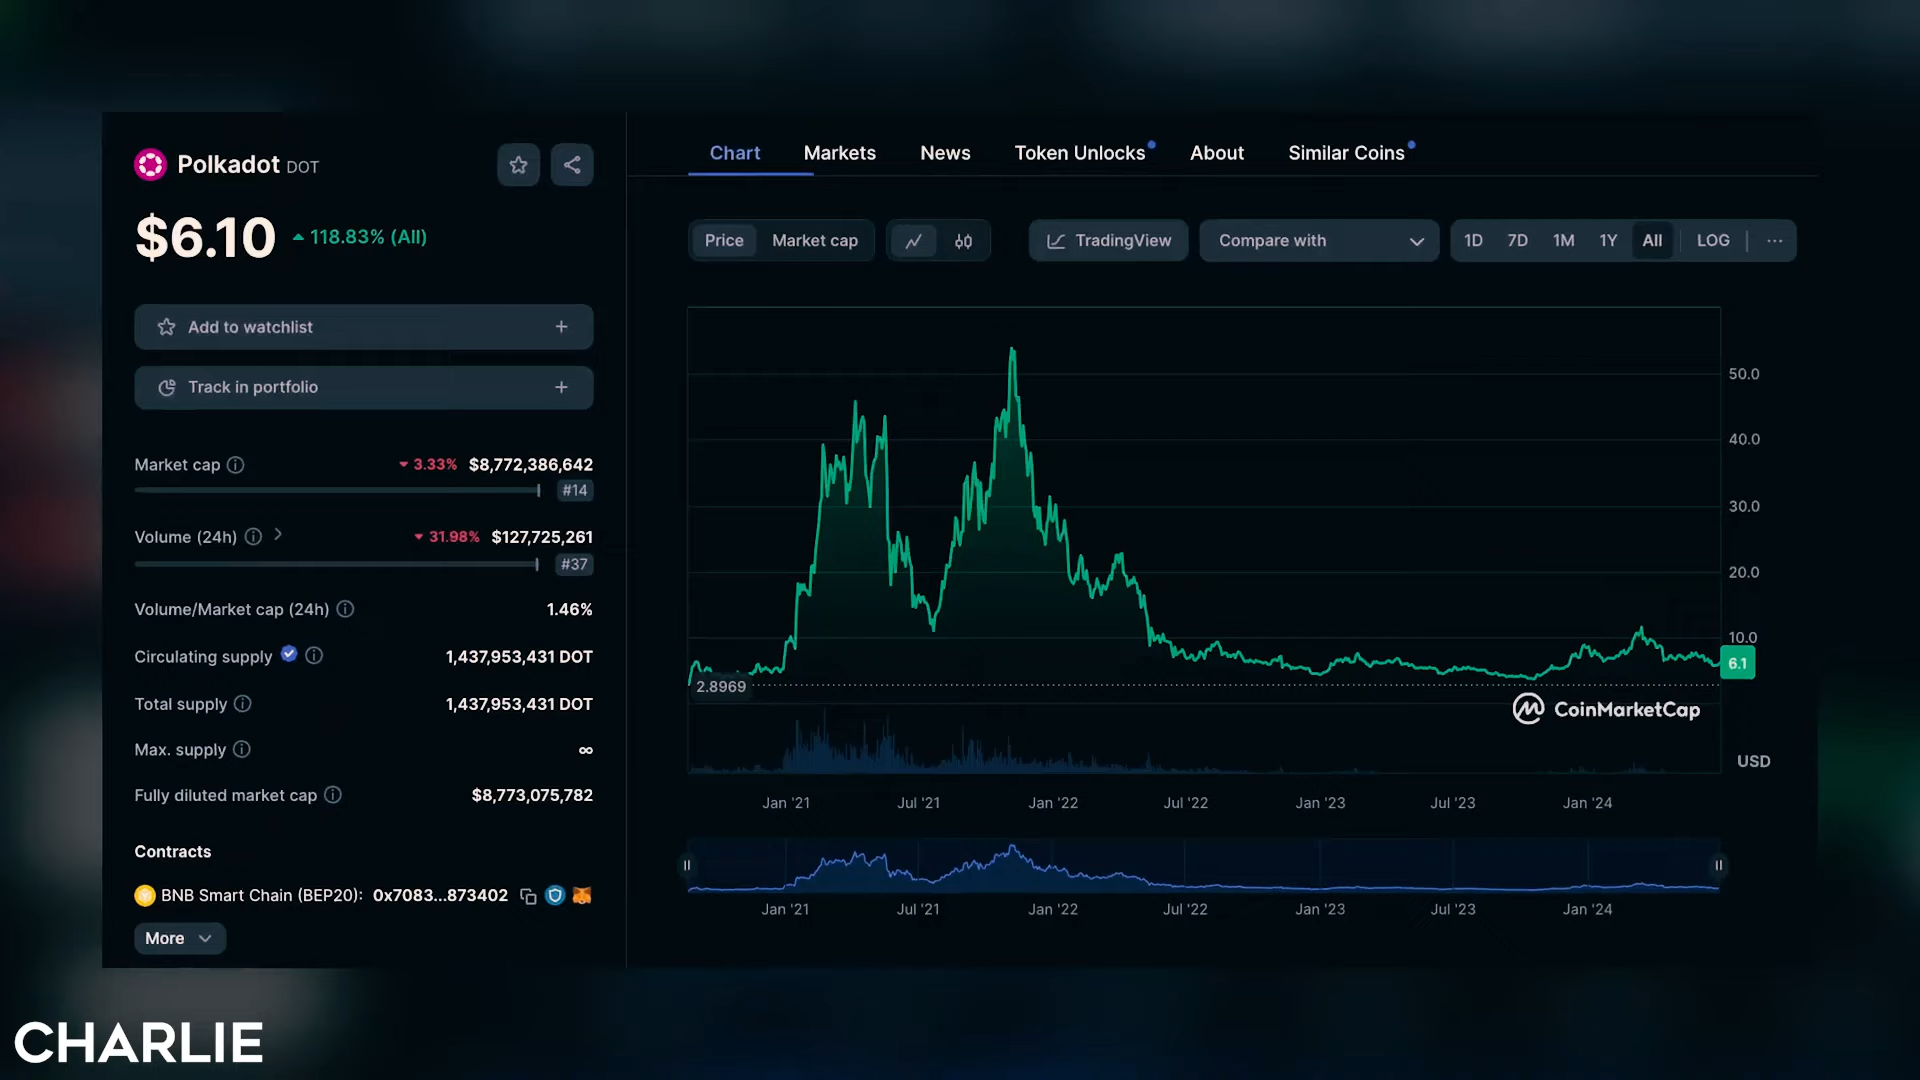 Polkadot DOT
$6.10 118.83% (All)
Add to watchlist +
Track in portfolio +
Market cap 3.33% $8,772,386,642
#14
Volume (24h) 31.98% $127,725,261
#37
Volume/Market cap (24h) 1.46%
Circulating supply 1,437,953,431 DOT
Total supply 1,437,953,431 DOT
Max. supply ∞
Fully diluted market cap $8,773,075,782
Contracts
BNB Smart Chain (BEP20): 0x7083...873402
More
Chart Markets News Token Unlocks About Similar Coins
Price Market cap TradingView Compare with 1D 7D 1M 1Y All LOG ...
50.0
40.0
30.0
20.0
10.0
6.1
2.8969
CoinMarketCap
USD
Jan '21 Jul '21 Jan '22 Jul '22 Jan '23 Jul '23 Jan '24
Jan '21 Jul '21 Jan '22 Jul '22 Jan '23 Jul '23 Jan '24
CHARLIE